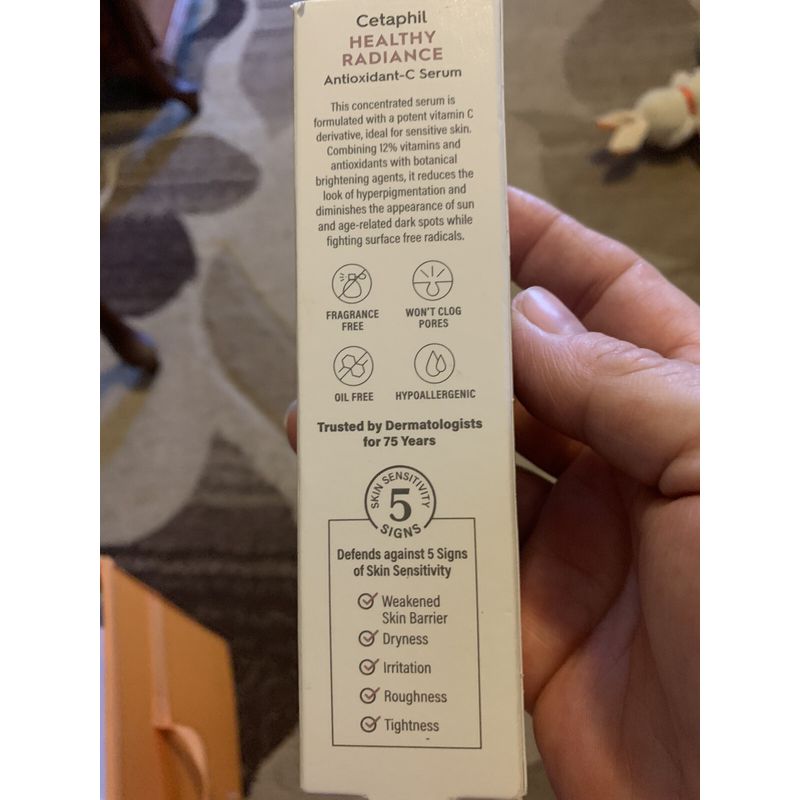 Cetaphil
HEALTHY
RADIANCE
Antioxidant-C Serum
This concentrated serum is
formulated with a potent vitamin C
derivative, ideal for sensitive skin.
Combining 12% vitamins and
antioxidants with botanical
brightening agents, it reduces the
look of hyperpigmentation and
diminishes the appearance of sun
and age-related dark spots while
fighting surface free radicals.
FRAGRANCE
FREE
WON'T CLOG
PORES
OIL FREE
HYPOALLERGENIC
Trusted by Dermatologists
for 75 Years
SKIN SENSITIVITY
5
SIGNS
Defends against 5 Signs
of Skin Sensitivity
Weakened
Skin Barrier
Dryness
Irritation
Roughness
Tightness